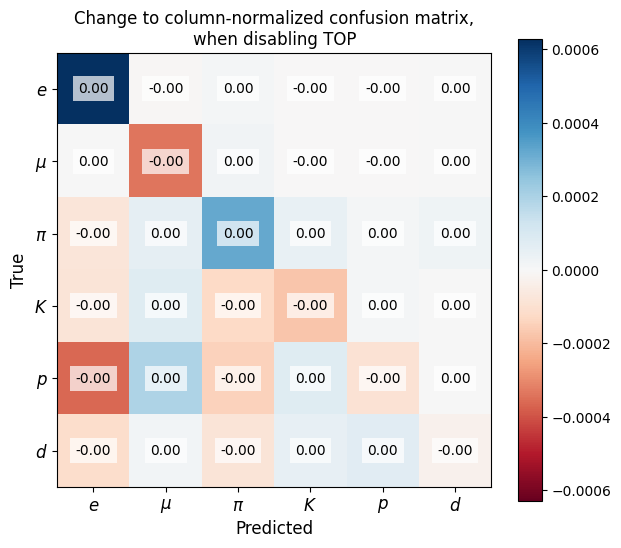 Change to column-normalized confusion matrix,
when disabling TOP
e 0.00 -0.00 0.00 -0.00 -0.00 0.00
μ 0.00 -0.00 0.00 -0.00 -0.00 0.00
π -0.00 0.00 0.00 0.00 0.00 0.00
K -0.00 0.00 -0.00 -0.00 0.00 0.00
p -0.00 0.00 -0.00 0.00 -0.00 0.00
d -0.00 0.00 -0.00 0.00 0.00 -0.00
e μ π K p d
Predicted
True
0.0006
0.0004
0.0002
0.0000
−0.0002
−0.0004
−0.0006